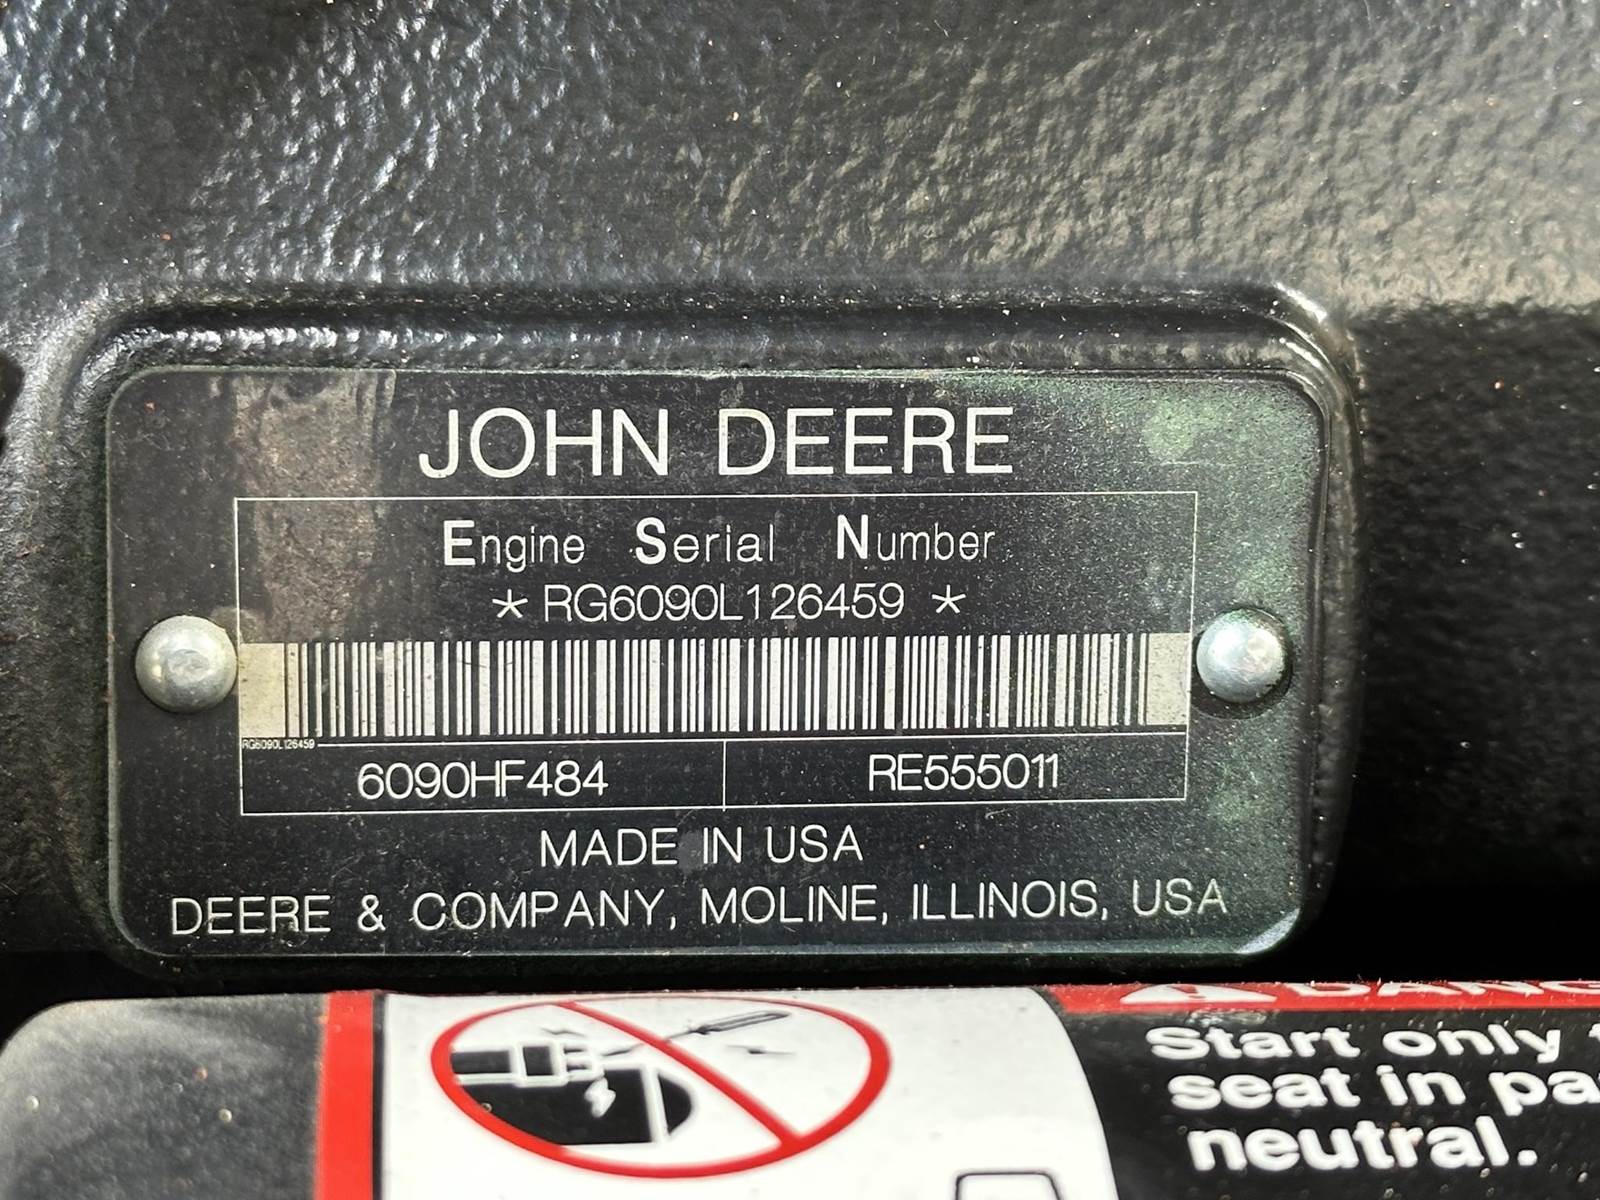 JOHN DEERE
Engine Serial Number
* RG6090L126459 *
RG6090L126459
6090HF484 RE555011
MADE IN USA
DEERE & COMPANY, MOLINE, ILLINOIS, USA
Start only
seat in
neutral.